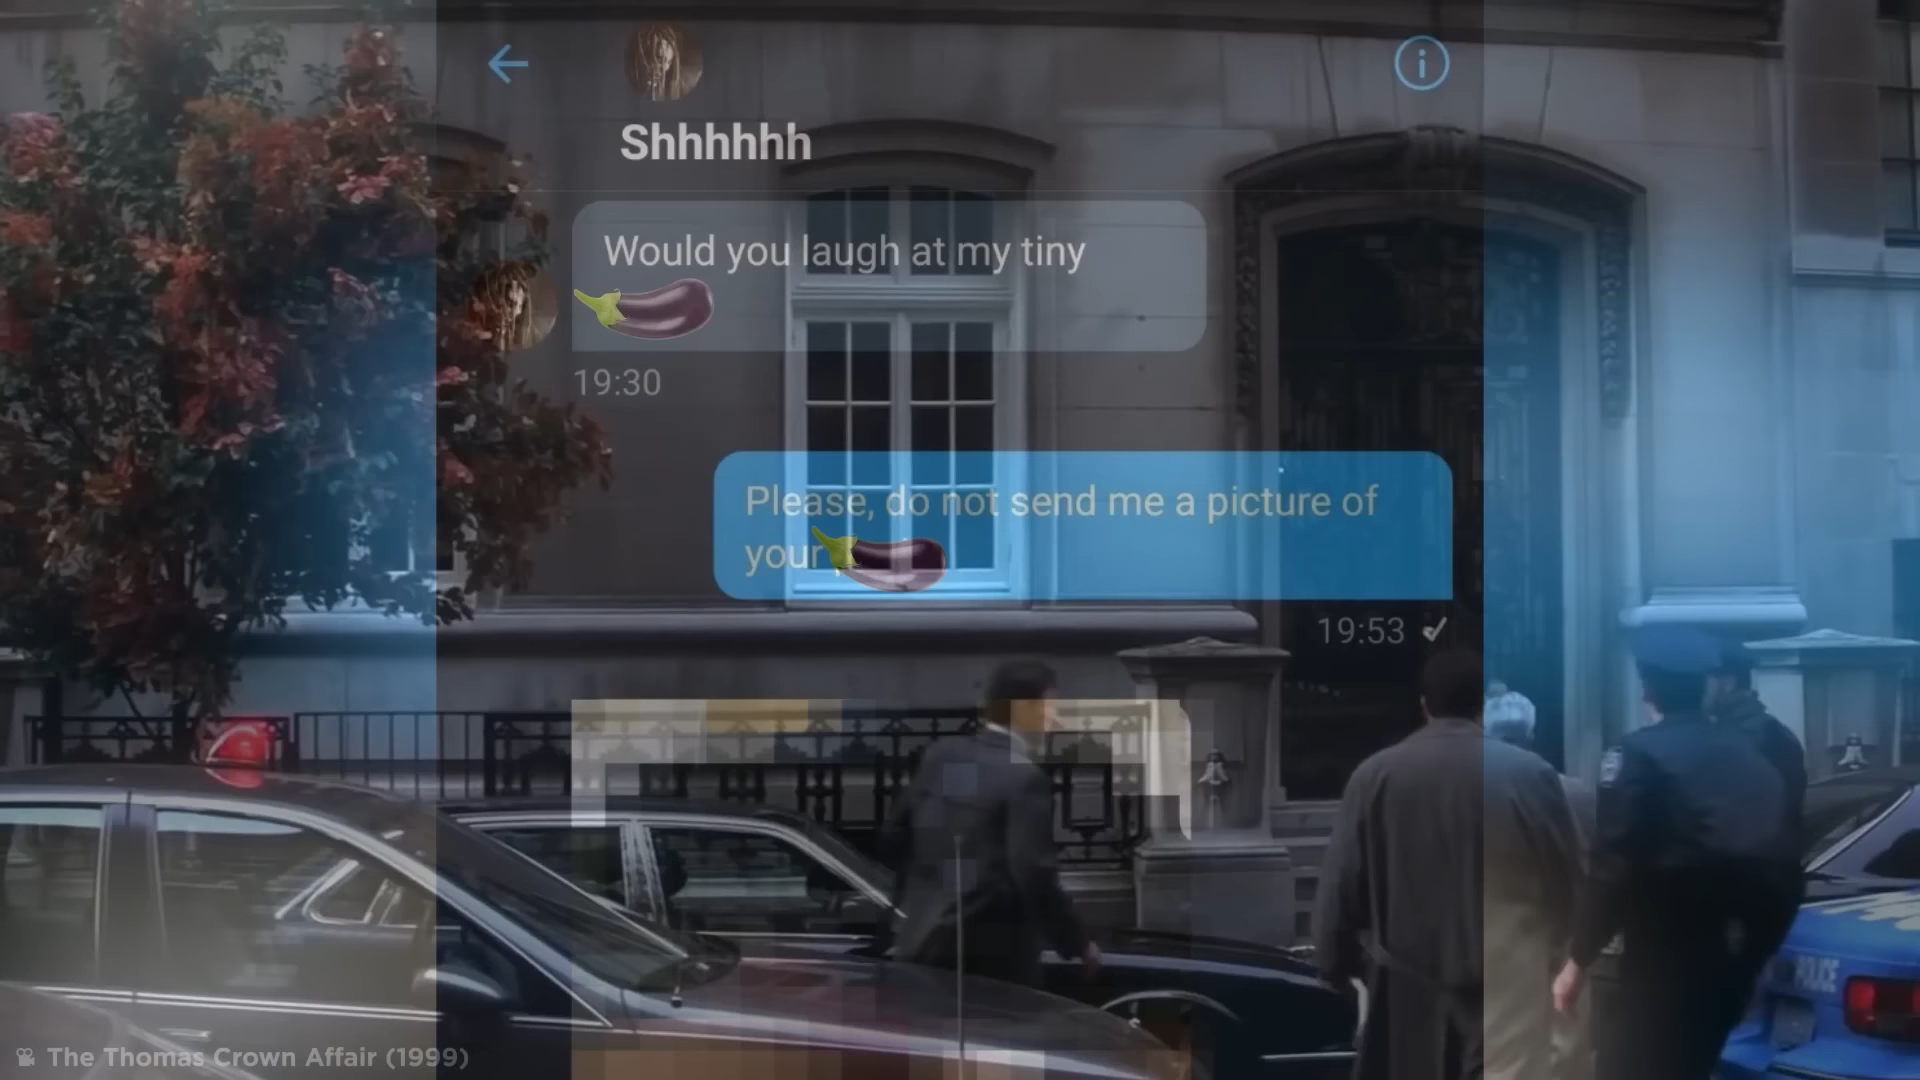 Shhhhhh
Would you laugh at my tiny
19:30
Please, do not send me a picture of
your
19:53
POLICE
The Thomas Crown Affair (1999)